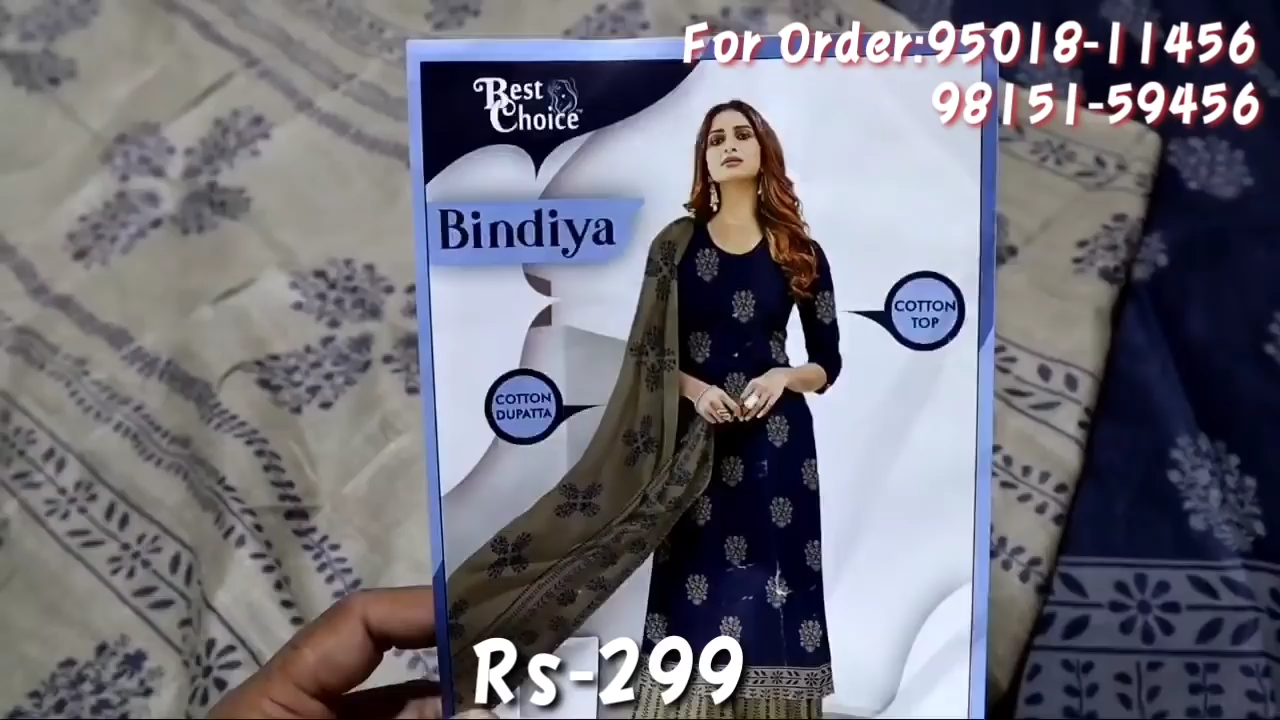 For Order:95018-11456
98151-59456
Best
Choice
Bindiya
COTTON
TOP
COTTON
DUPATTA
Rs-299